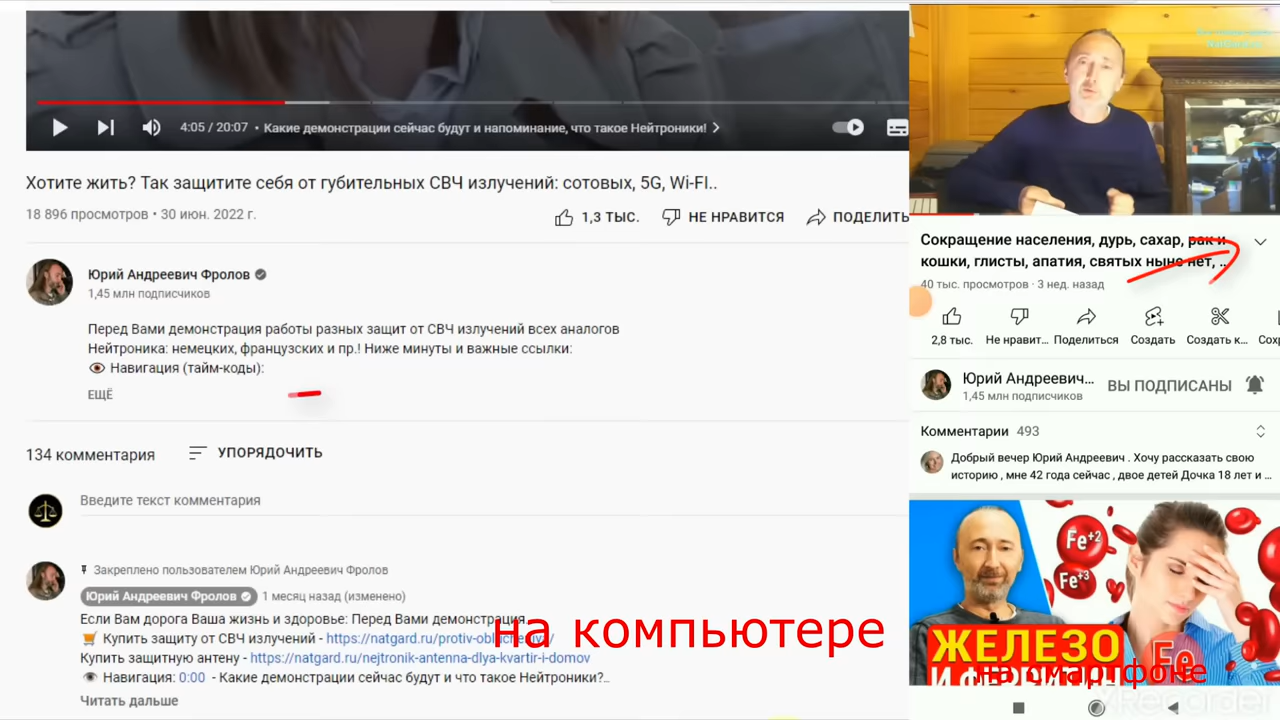 4:05 / 20:07 • Какие демонстрации сейчас будут и напоминание, что такое Нейтроники!
Хотите жить? Так защитите себя от губительных СВЧ излучений: сотовых, 5G, Wi-FI..
18 896 просмотров • 30 июн. 2022 г.
1,3 ТЫС. НЕ НРАВИТСЯ ПОДЕЛИТЬ
Юрий Андреевич Фролов
1,45 млн подписчиков
Перед Вами демонстрация работы разных защит от СВЧ излучений всех аналогов
Нейтроника: немецких, французских и пр.! Ниже минуты и важные ссылки:
Навигация (тайм-коды):
ЕЩЁ
134 комментария УПОРЯДОЧИТЬ
Введите текст комментария
Закреплено пользователем Юрий Андреевич Фролов
Юрий Андреевич Фролов 1 месяц назад (изменено)
Если Вам дорога Ваша жизнь и здоровье: Перед Вами демонстрация
Купить защиту от СВЧ излучений - https://natgard.ru/protiv-oblucheniya/
Купить защитную антену - https://natgard.ru/nejtronik-antenna-dlya-kvartir-i-domov
Навигация: 0:00 - Какие демонстрации сейчас будут и что такое Нейтроники?..
Читать дальше
на компьютере
Сокращение населения, дурь, сахар, рак и
кошки, глисты, апатия, святых ныне нет, ..
40 тыс. просмотров · 3 нед. назад
2,8 тыс. Не нравит... Поделиться Создать Создать к... Сохр
Юрий Андреевич... ВЫ ПОДПИСАНЫ
1,45 млн подписчиков
Комментарии 493
Добрый вечер Юрий Андреевич . Хочу рассказать свою
историю , мне 42 года сейчас , двое детей Дочка 18 лет и ...
Fe+2
Fe+3
ЖЕЛЕЗО
Fe
на смартфоне
XRecorder